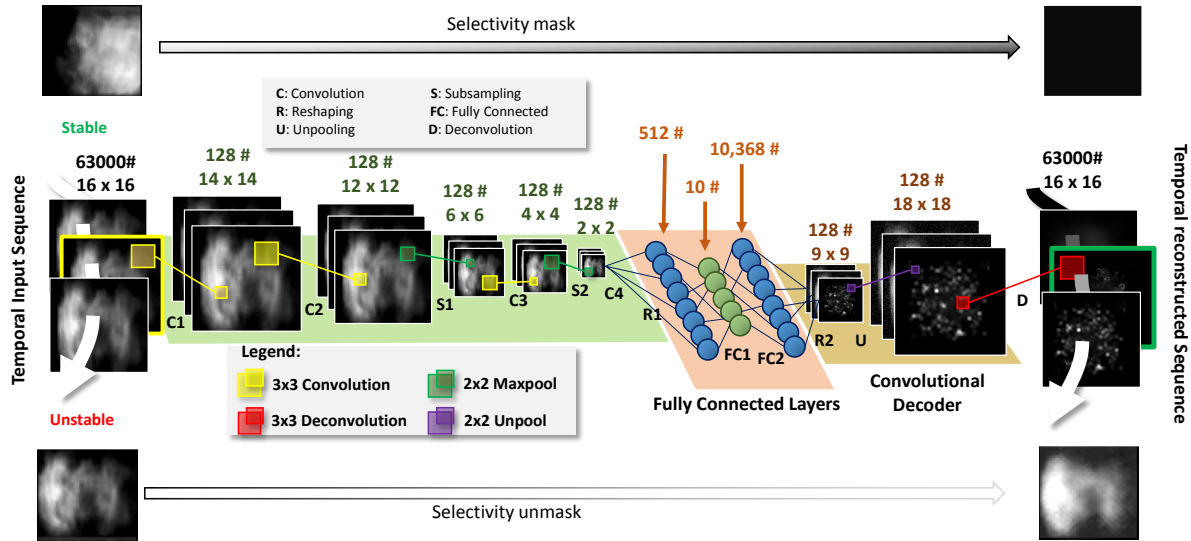 Selectivity mask
C: Convolution
S: Subsampling
R: Reshaping
FC: Fully Connected
U: Unpooling
D: Deconvolution
Stable
Temporal Input Sequence
63000#
16 x 16
128 #
14 x 14
128 #
12 x 12
128 #
6 x 6
128 #
4 x 4
128 #
2 x 2
512 #
10 #
10,368 #
128 #
9 x 9
128 #
18 x 18
63000#
16 x 16
Temporal reconstructed Sequence
C1
C2
S1
C3
S2
C4
R1
FC1
FC2
R2
U
D
Legend:
3x3 Convolution
2x2 Maxpool
3x3 Deconvolution
2x2 Unpool
Fully Connected Layers
Convolutional
Decoder
Unstable
Selectivity unmask